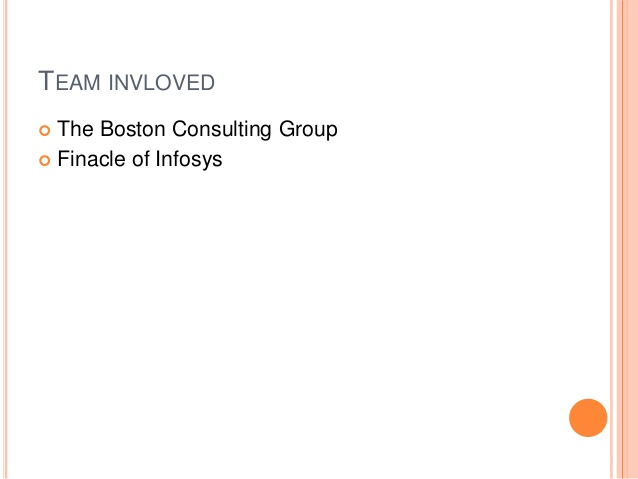 TEAM INVLOVED
The Boston Consulting Group
Finacle of Infosys